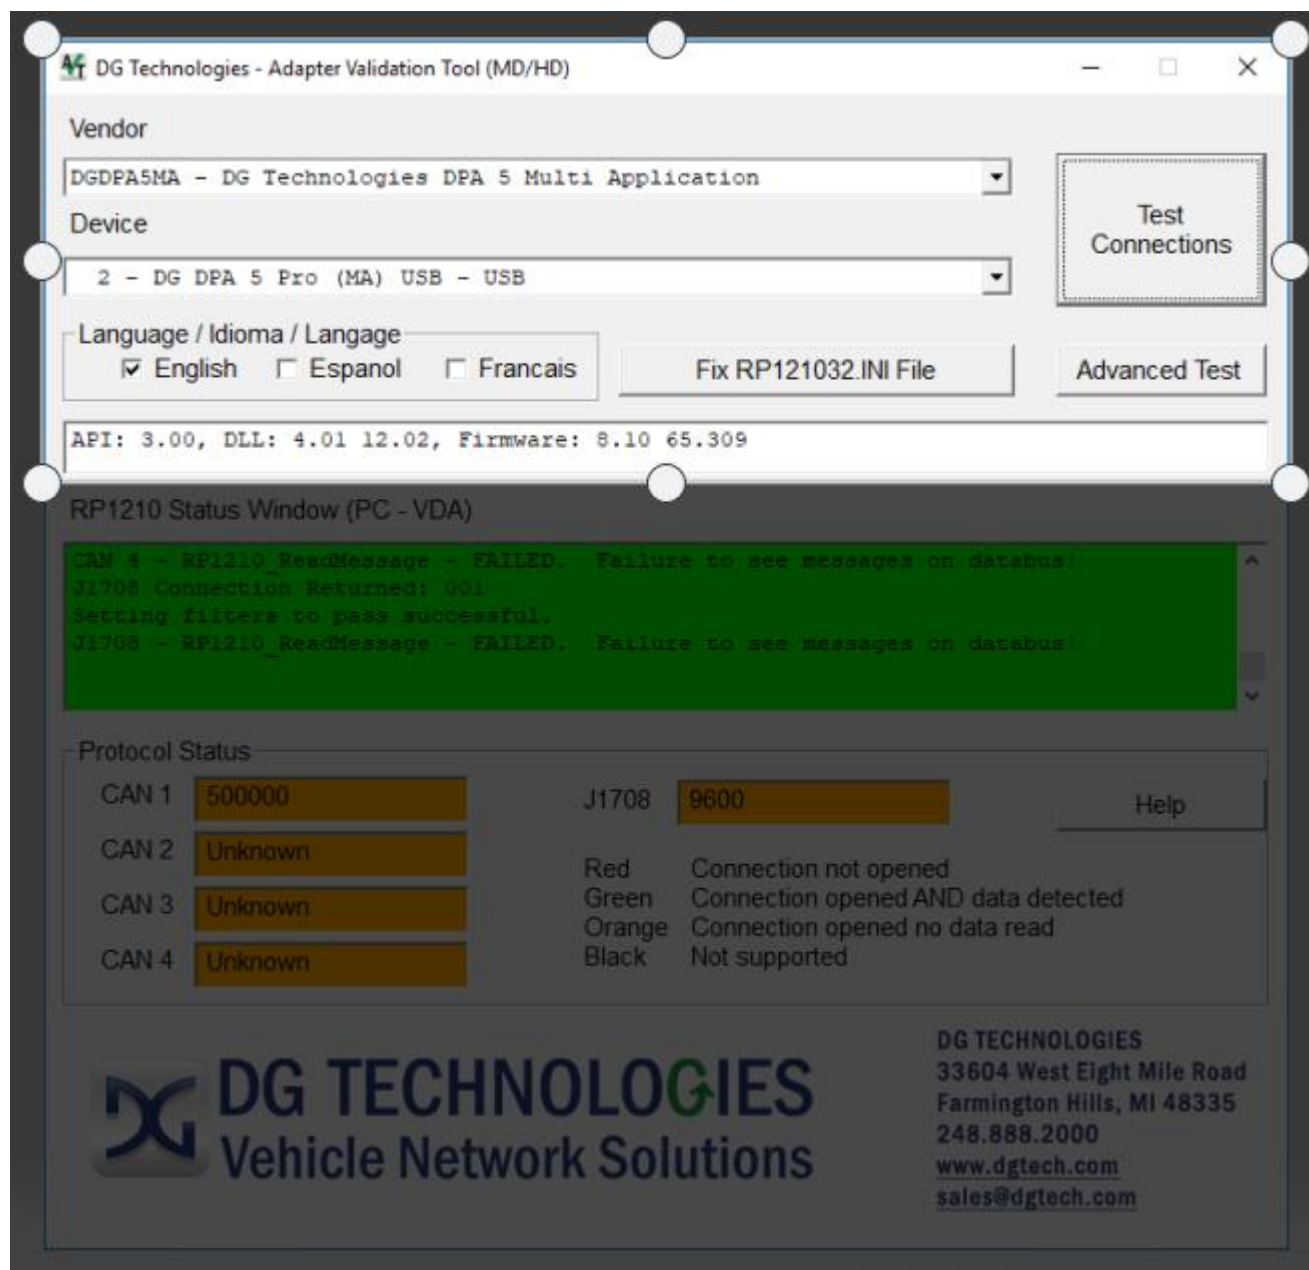 DG Technologies - Adapter Validation Tool (MD/HD)
Vendor
DGDPA5MA - DG Technologies DPA 5 Multi Application
Test
Connections
Device
2 - DG DPA 5 Pro (MA) USB - USB
Language / Idioma / Langage
English Espanol Francais
Fix RP121032.INI File
Advanced Test
API: 3.00, DLL: 4.01 12.02, Firmware: 8.10 65.309
RP1210 Status Window (PC - VDA)
CAN 4 - RP1210_ReadMessage - FAILED. Failure to see messages on databus!
J1708 Connection Returned: 001
Setting filters to pass successful.
J1708 - RP1210_ReadMessage - FAILED. Failure to see messages on databus!
Protocol Status
CAN 1 500000
CAN 2 Unknown
CAN 3 Unknown
CAN 4 Unknown
J1708 9600
Help
Red Connection not opened
Green Connection opened AND data detected
Orange Connection opened no data read
Black Not supported
DG TECHNOLOGIES
Vehicle Network Solutions
DG TECHNOLOGIES
33604 West Eight Mile Road
Farmington Hills, MI 48335
248.888.2000
www.dgtech.com
sales@dgtech.com